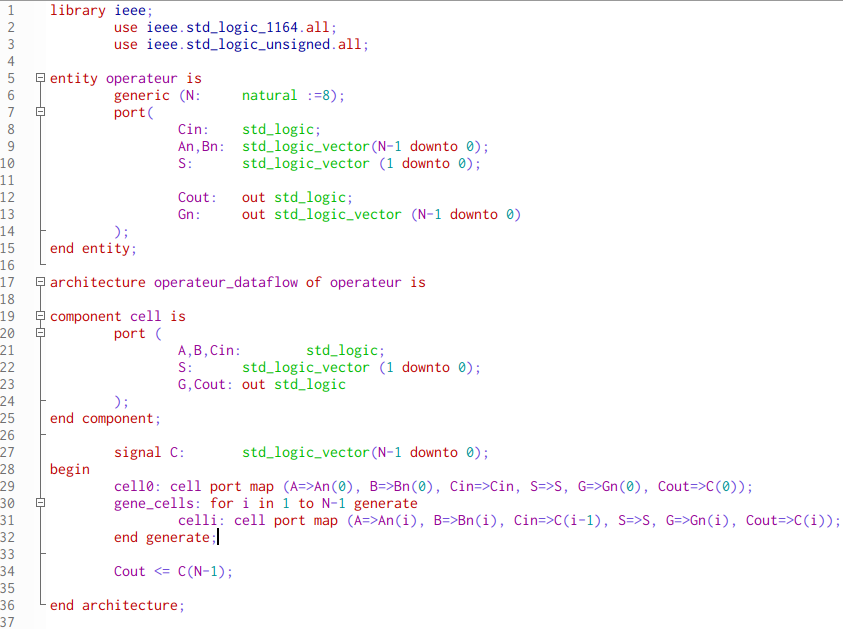 1 library ieee;
2 use ieee.std_logic_1164.all;
3 use ieee.std_logic_unsigned.all;
4
5 entity operateur is
6 generic (N: natural :=8);
7 port(
8 Cin: std_logic;
9 An,Bn: std_logic_vector(N-1 downto 0);
10 S: std_logic_vector (1 downto 0);
11
12 Cout: out std_logic;
13 Gn: out std_logic_vector (N-1 downto 0)
14 );
15 end entity;
16
17 architecture operateur_dataflow of operateur is
18
19 component cell is
20 port (
21 A,B,Cin: std_logic;
22 S: std_logic_vector (1 downto 0);
23 G,Cout: out std_logic
24 );
25 end component;
26
27 signal C: std_logic_vector(N-1 downto 0);
28 begin
29 cell0: cell port map (A=>An(0), B=>Bn(0), Cin=>Cin, S=>S, G=>Gn(0), Cout=>C(0));
30 gene_cells: for i in 1 to N-1 generate
31 celli: cell port map (A=>An(i), B=>Bn(i), Cin=>C(i-1), S=>S, G=>Gn(i), Cout=>C(i));
32 end generate;
33
34 Cout <= C(N-1);
35
36 end architecture;
37